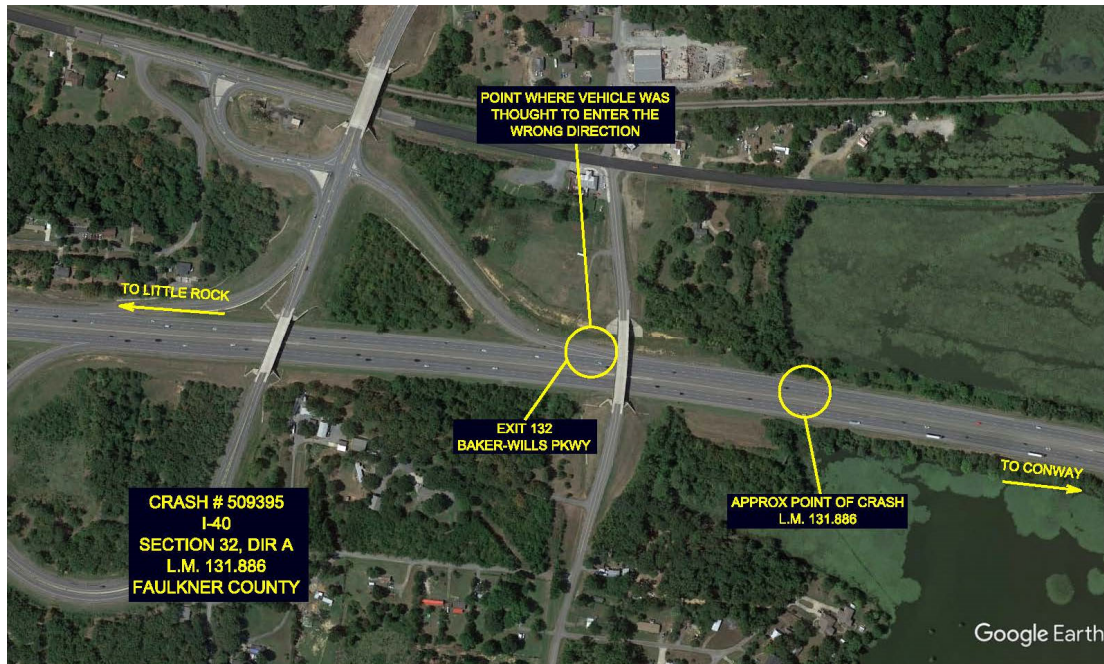 POINT WHERE VEHICLE WAS
THOUGHT TO ENTER THE
WRONG DIRECTION
TO LITTLE ROCK
EXIT 132
BAKER-WILLS PKWY
TO CONWAY
APPROX POINT OF CRASH
L.M. 131.886
CRASH # 509395
I-40
SECTION 32, DIR A
L.M. 131.886
FAULKNER COUNTY
Google Earth